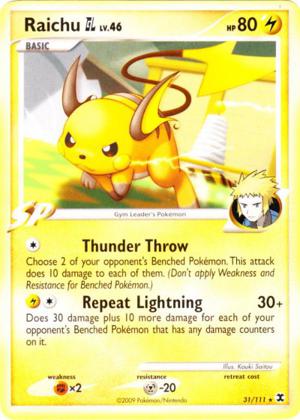 Raichu GL LV.46 HP 80
BASIC
SP
Gym Leader's Pokémon
Thunder Throw
Choose 2 of your opponent's Benched Pokémon. This attack
does 10 damage to each of them. (Don't apply Weakness and
Resistance for Benched Pokémon.)
Repeat Lightning 30+
Does 30 damage plus 10 more damage for each of your
opponent's Benched Pokémon that has any damage counters
on it.
Illus. Kouki Saitou
weakness resistance retreat cost
×2 -20
©2009 Pokémon/Nintendo 31/111